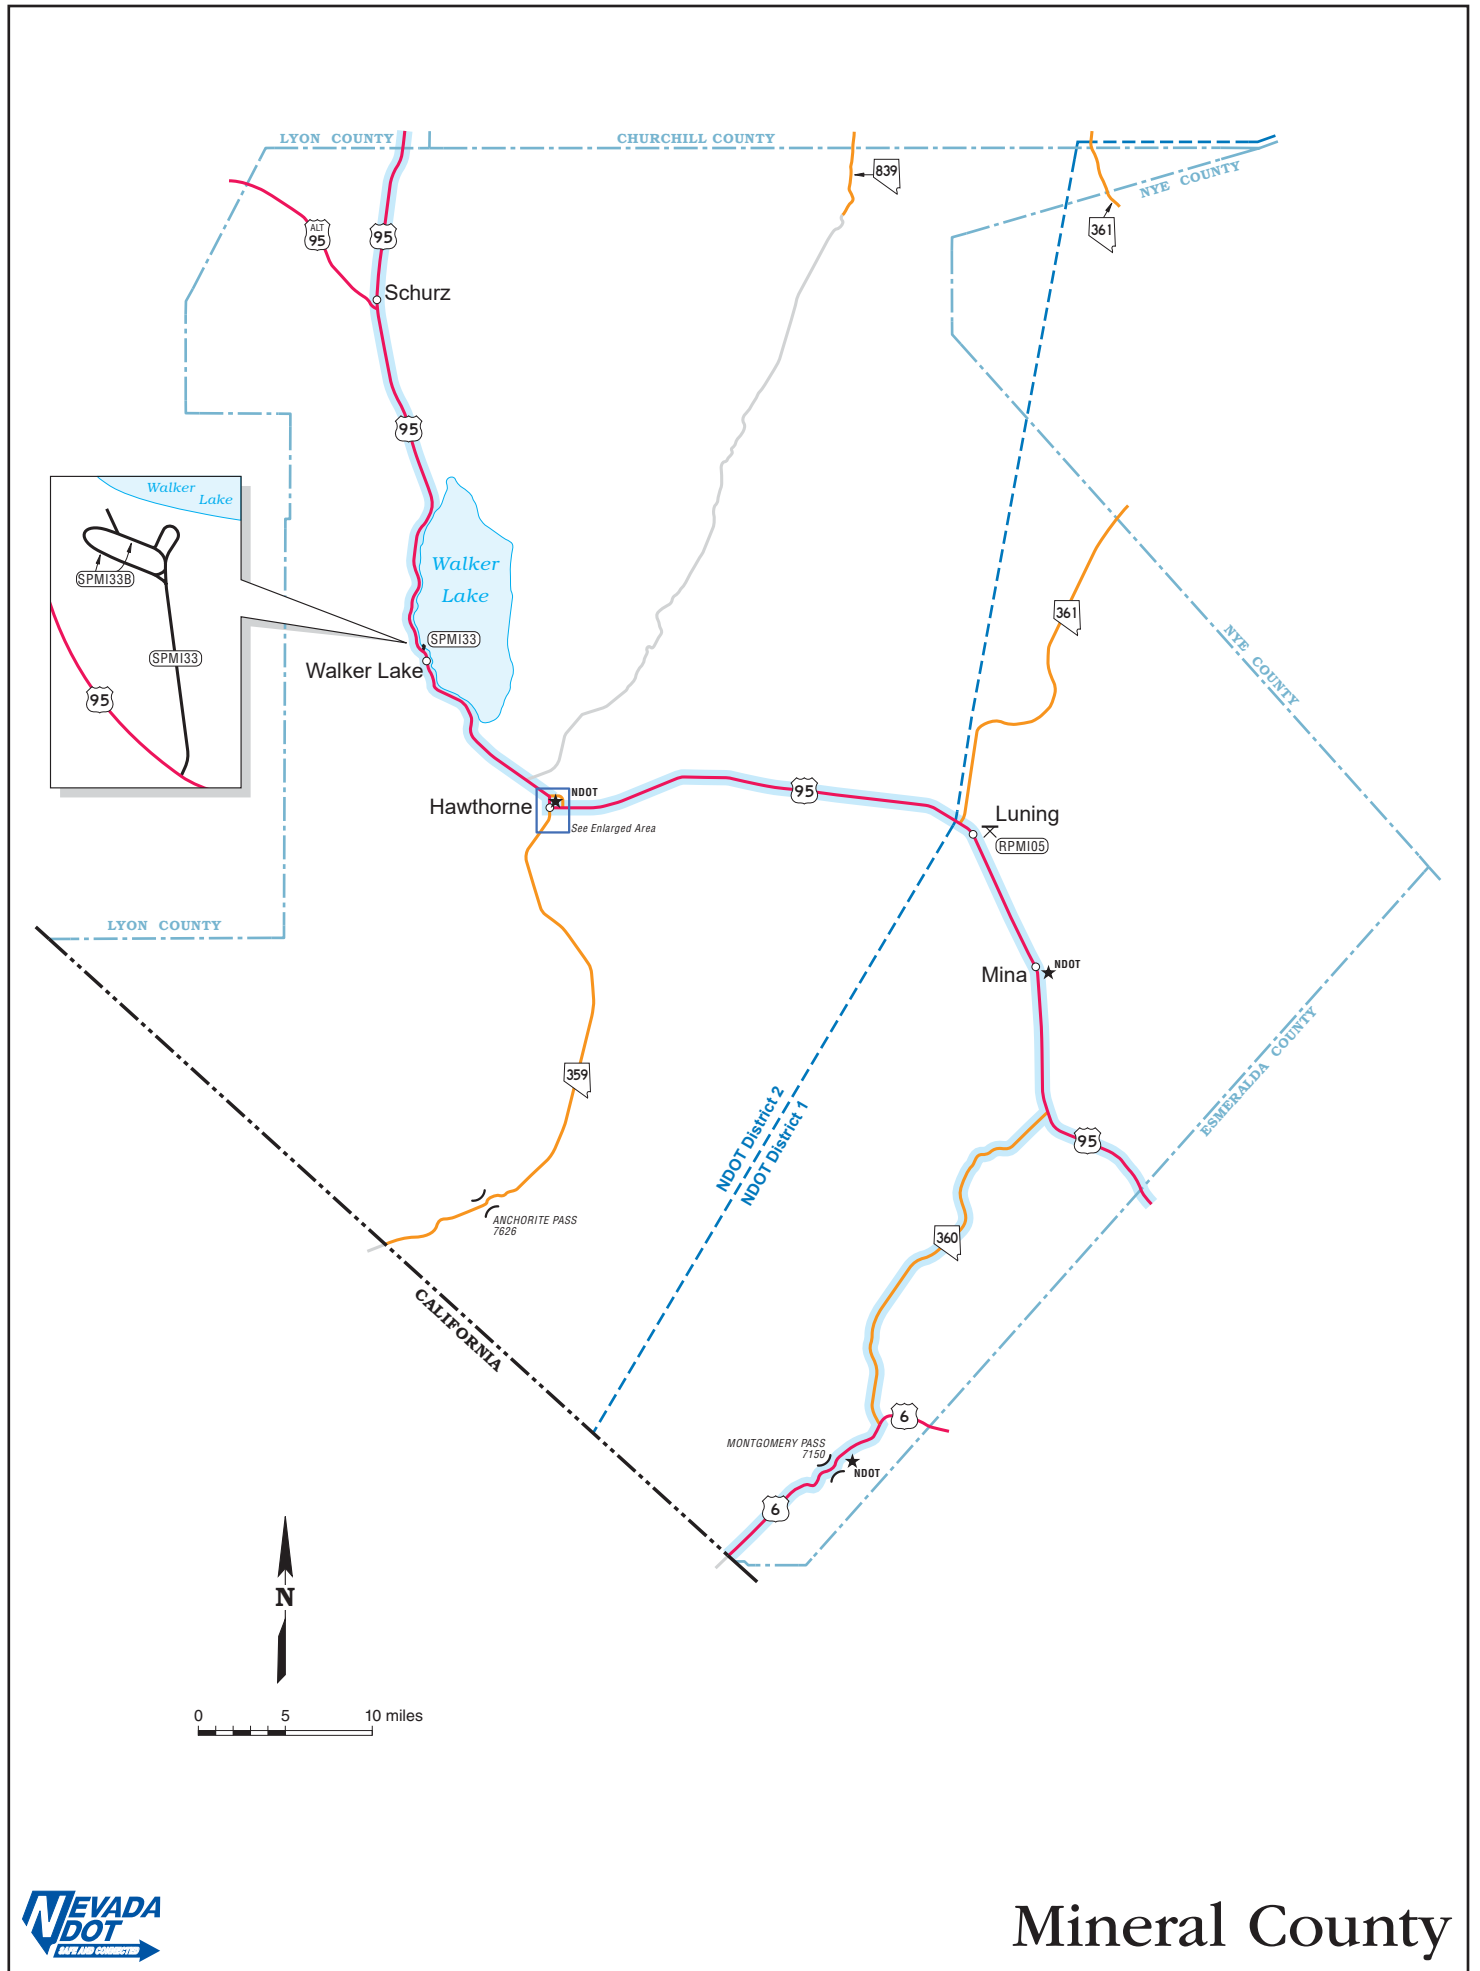 LYON COUNTY
CHURCHILL COUNTY
839
NYE COUNTY
361
ALT
95
95
Schurz
95
Walker
Lake
SPMI33B
SPMI33
95
Walker
Lake
SPMI33
Walker Lake
361
NYE COUNTY
Hawthorne
NDOT
See Enlarged Area
95
Luning
RPMI05
LYON COUNTY
Mina
NDOT
359
NDOT District 2
NDOT District 1
ESMERALDA COUNTY
95
ANCHORITE PASS
7626
360
CALIFORNIA
6
MONTGOMERY PASS
7150
NDOT
6
N
0 5 10 miles
NEVADA
DOT
SAFE AND CONNECTED
Mineral County